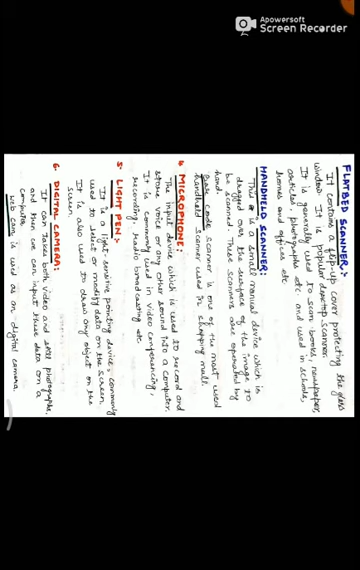 Apowersoft
Screen Recorder
FLATBED SCANNER:-
It contains a flap-up cover protecting the glass
window. It is popular desktop scanner.
It is generally used to scan books, newspaper,
articles, photographs etc and used in schools,
homes and offices etc
HANDHELD SCANNER:
This is a small manual device which is
dragged over the surface of the image to
be scanned. These scanners are operated by
hand.
scanner is one of the most used
handheld scanner used in shopping mall.
4. MICROPHONE:-
The input device which is used to record and
store voice or any other sound into a computer.
It is commonly used in video conferencing,
recording, radio broadcasting etc.
5. LIGHT PEN:-
It is a light-sensitive pointing device, commonly
used to select or modify data on the screen.
It is also used to draw any object on the
screen.
6. DIGITAL CAMERA:-
It can takes both video and still photographs,
and then we can input these data on a
computer.
web cam is used as an digital camera